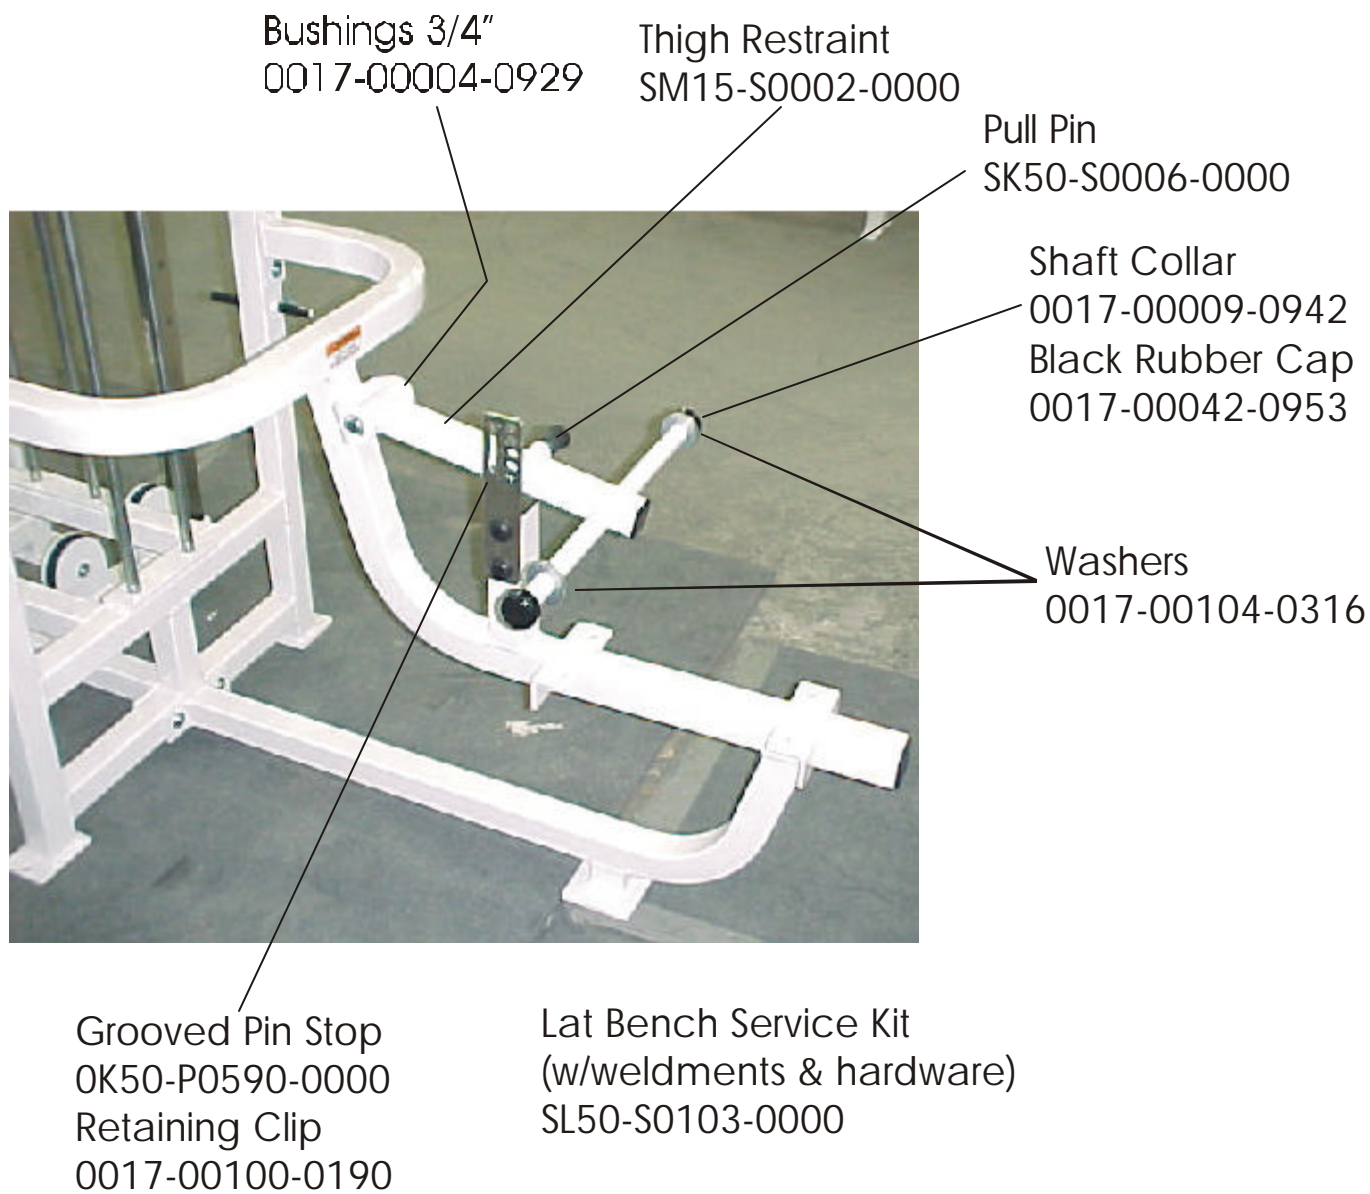 Bushings 3/4"
0017-00004-0929
Thigh Restraint
SM15-S0002-0000
Pull Pin
SK50-S0006-0000
Shaft Collar
0017-00009-0942
Black Rubber Cap
0017-00042-0953
Washers
0017-00104-0316
Grooved Pin Stop
0K50-P0590-0000
Retaining Clip
0017-00100-0190
Lat Bench Service Kit
(w/weldments & hardware)
SL50-S0103-0000